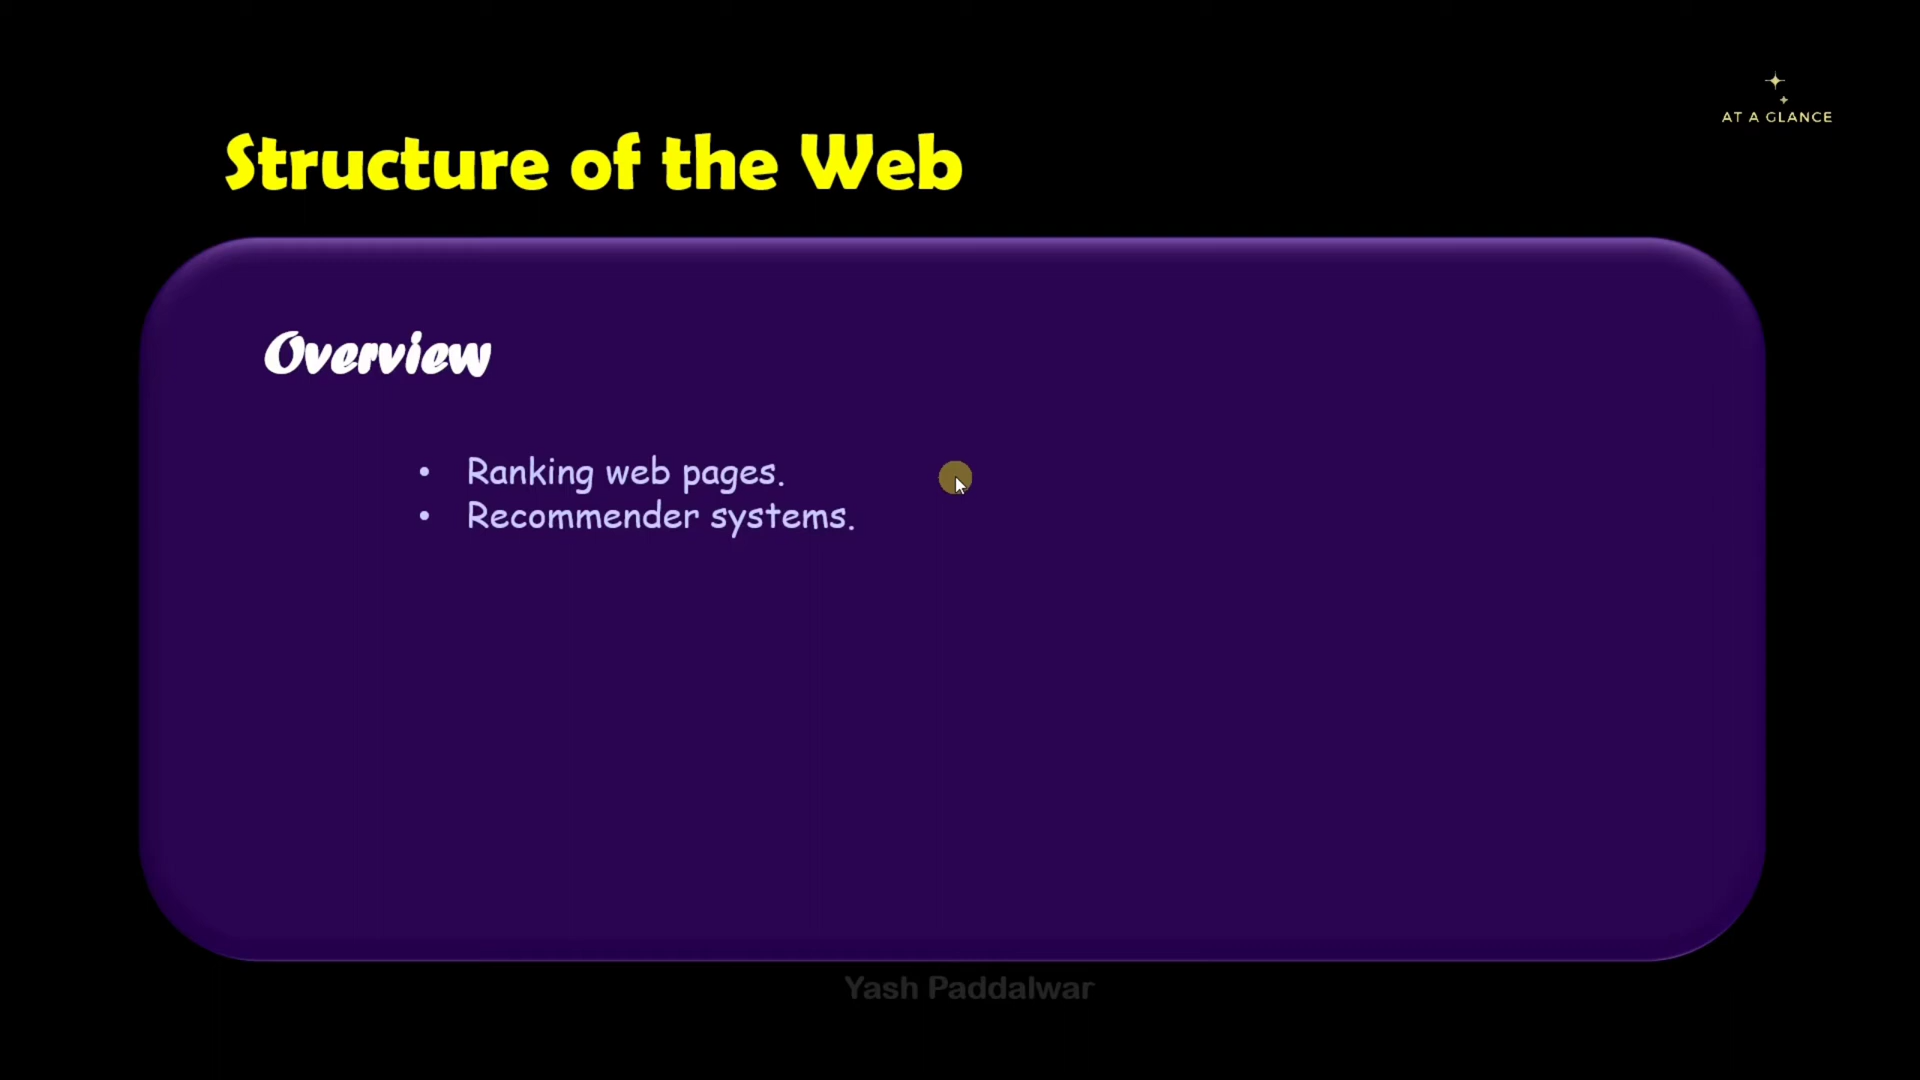 AT A GLANCE
Structure of the Web
Overview
• Ranking web pages.
• Recommender systems.
Yash Paddalwar